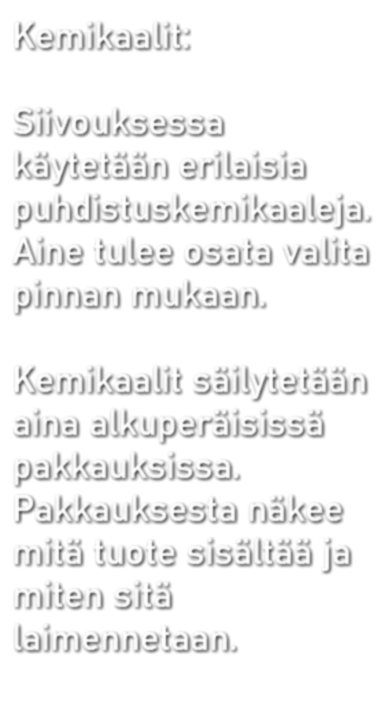 Kemikaalit:
Siivouksessa
käytetään erilaisia
puhdistuskemikaaleja.
Aine tulee osata valita
pinnan mukaan.
Kemikaalit säilytetään
aina alkuperäisissä
pakkauksissa.
Pakkauksesta näkee
mitä tuote sisältää ja
miten sitä
laimennetaan.